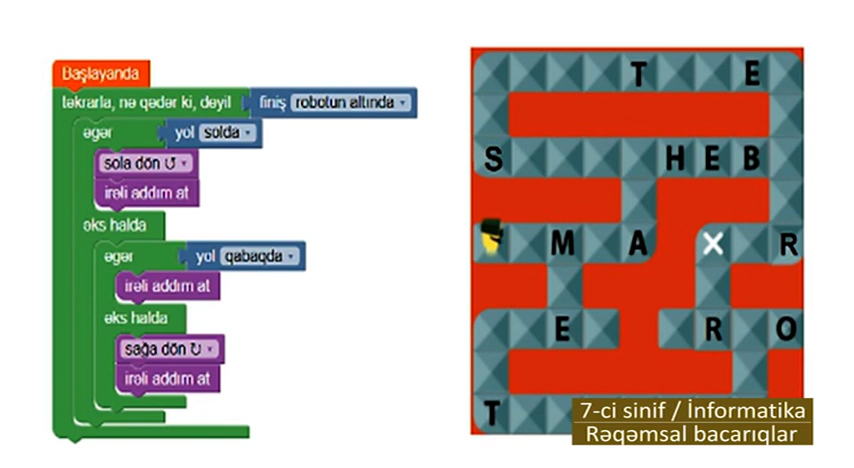 Başlayanda
təkrarla, nə qədər ki, deyil finiş robotun altında
əgər yol solda
sola dön ↺
irəli addım at
əks halda
əgər yol qabaqda
irəli addım at
əks halda
sağa dön ↻
irəli addım at
T E
S H E B
M A X R
E R O
T
7-ci sinif / İnformatika
Rəqəmsal bacarıqlar